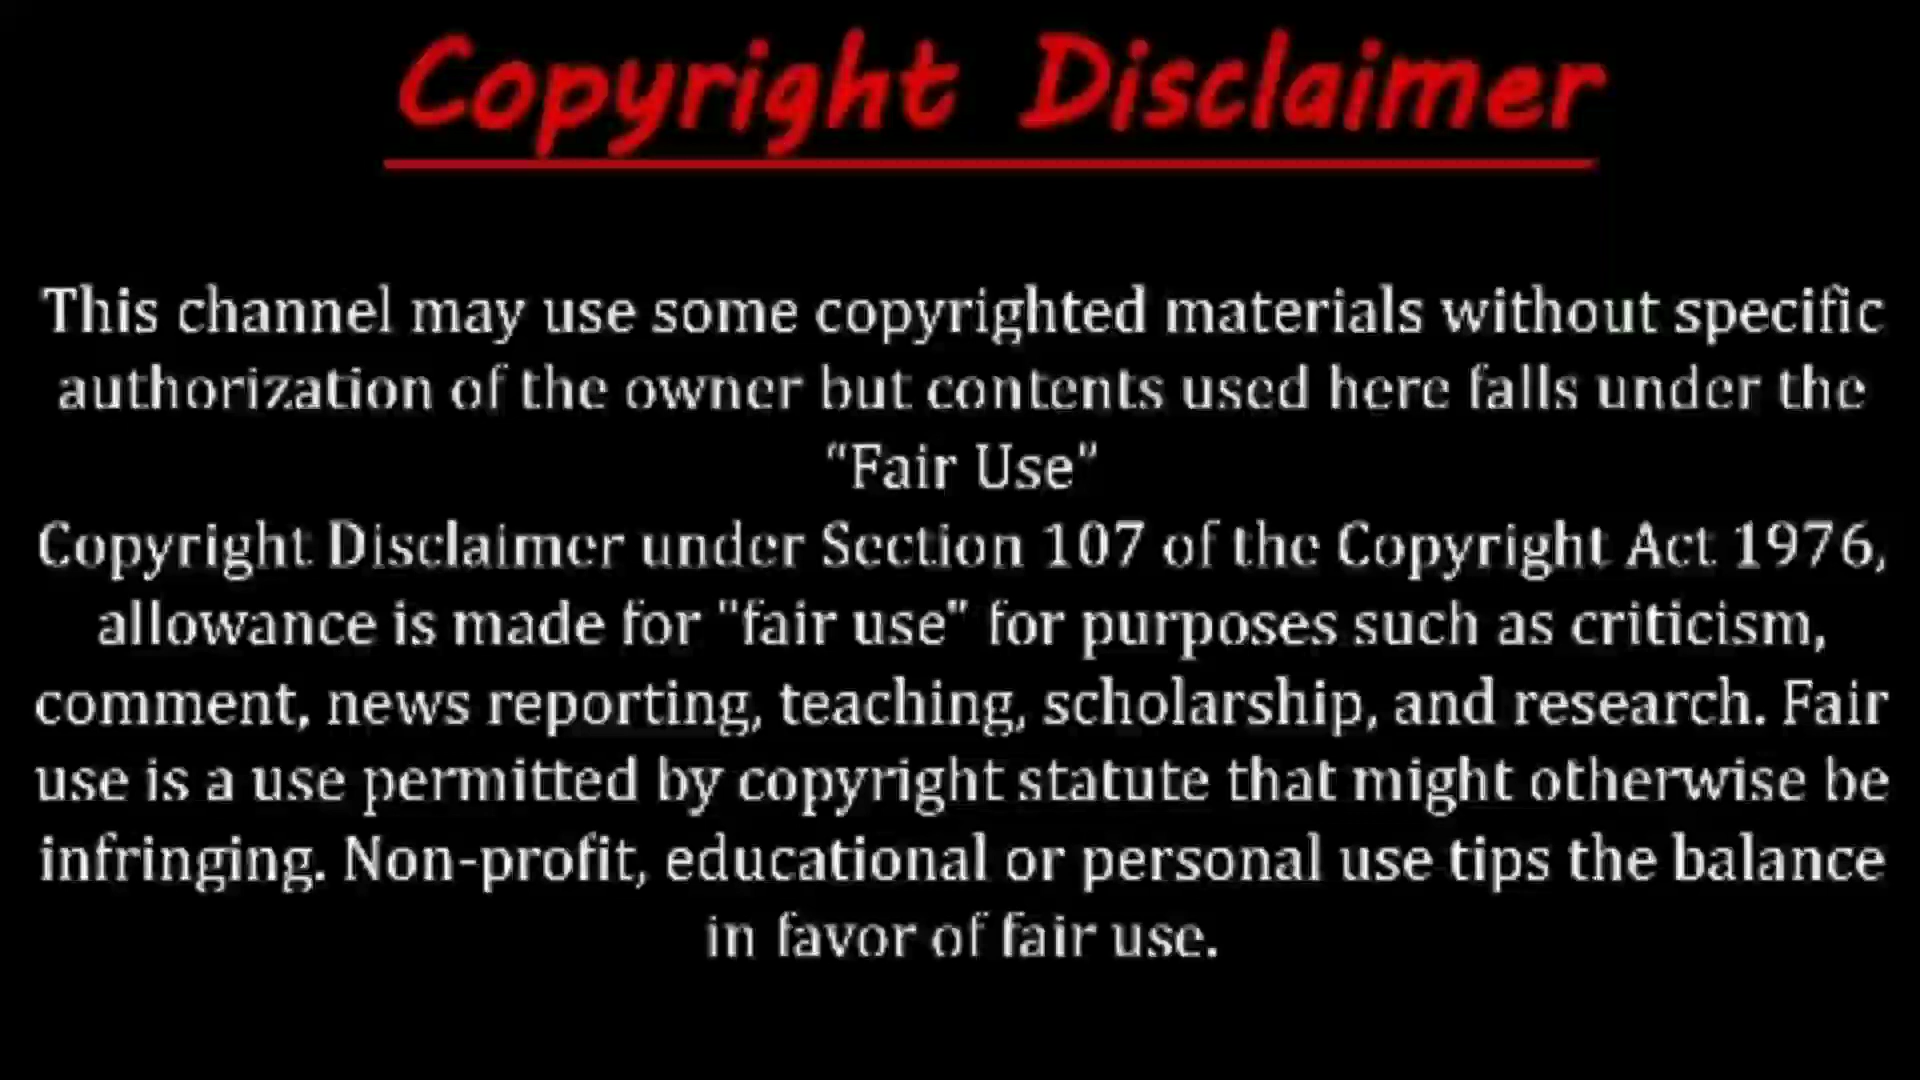 Copyright Disclaimer
This channel may use some copyrighted materials without specific
authorization of the owner but contents used here falls under the
“Fair Use”
Copyright Disclaimer under Section 107 of the Copyright Act 1976,
allowance is made for "fair use" for purposes such as criticism,
comment, news reporting, teaching, scholarship, and research. Fair
use is a use permitted by copyright statute that might otherwise be
infringing. Non-profit, educational or personal use tips the balance
in favor of fair use.